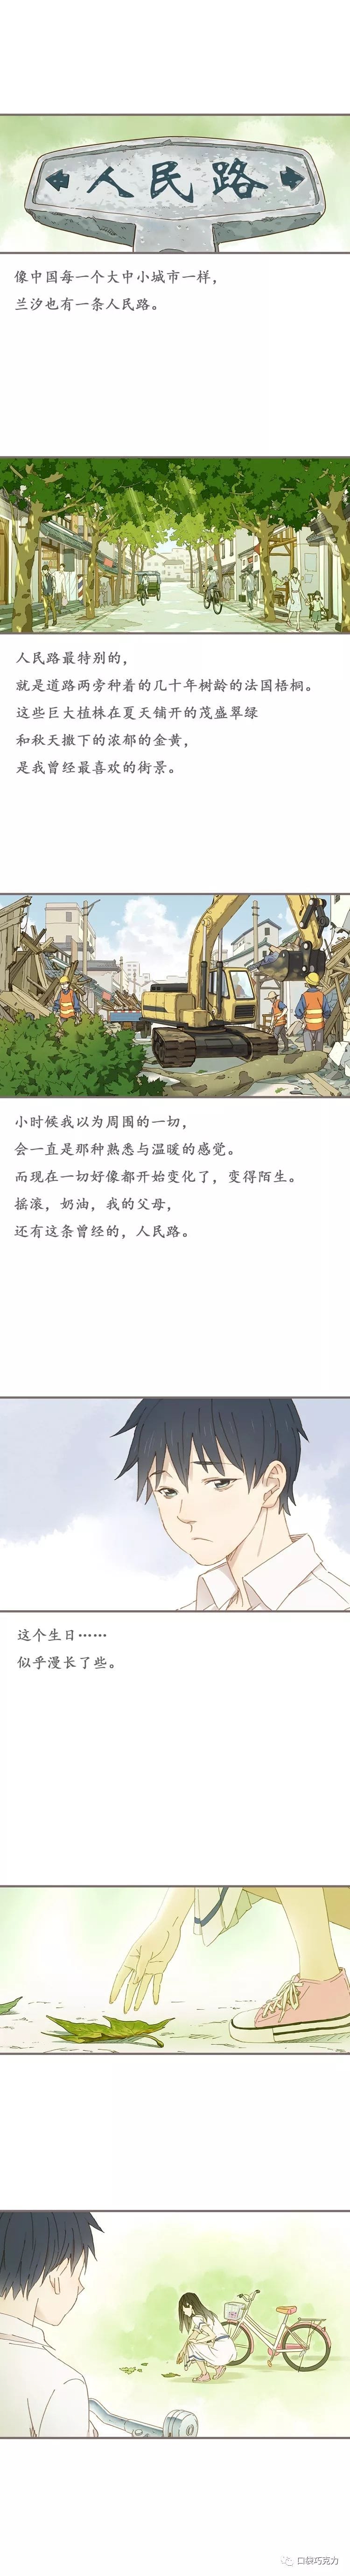 人民路
像中国每一个大中小城市一样，
兰汐也有一条人民路。
人民路最特别的，
就是道路两旁种着的几十年树龄的法国梧桐。
这些巨大植株在夏天铺开的茂盛翠绿
和秋天撒下的浓郁的金黄，
是我曾经最喜欢的街景。
小时候我以为周围的一切，
会一直是那种熟悉与温暖的感觉。
而现在一切好像都开始变化了，变得陌生。
摇滚，奶油，我的父母，
还有这条曾经的，人民路。
这个生日……
似乎漫长了些。
口袋巧克力